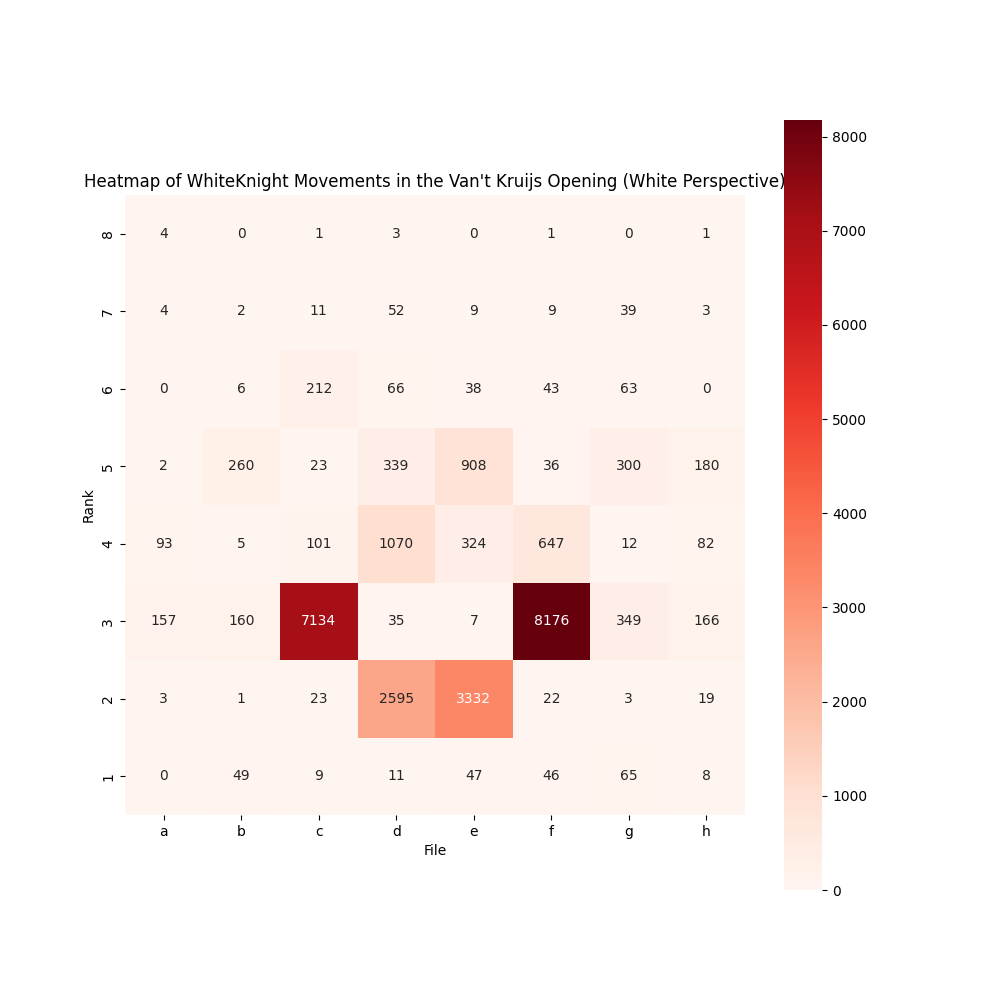 Heatmap of WhiteKnight Movements in the Van't Kruijs Opening (White Perspective)
8 4 0 1 3 0 1 0 1
7 4 2 11 52 9 9 39 3
6 0 6 212 66 38 43 63 0
5 2 260 23 339 908 36 300 180
4 93 5 101 1070 324 647 12 82
3 157 160 7134 35 7 8176 349 166
2 3 1 23 2595 3332 22 3 19
1 0 49 9 11 47 46 65 8
a b c d e f g h
File
Rank
8000
7000
6000
5000
4000
3000
2000
1000
0